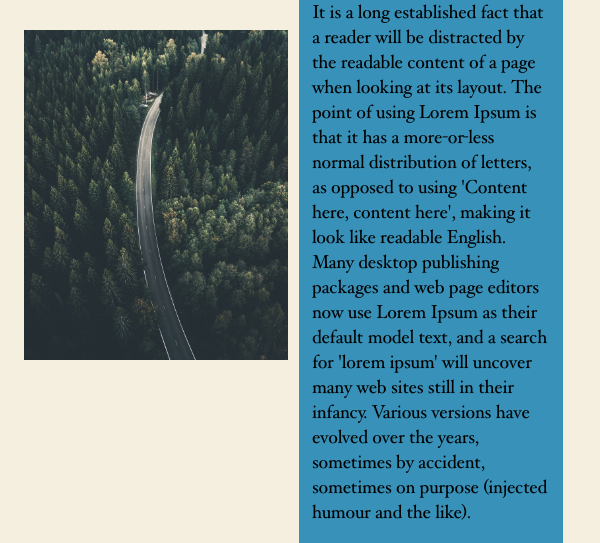 It is a long established fact that
a reader will be distracted by
the readable content of a page
when looking at its layout. The
point of using Lorem Ipsum is
that it has a more-or-less
normal distribution of letters,
as opposed to using 'Content
here, content here', making it
look like readable English.
Many desktop publishing
packages and web page editors
now use Lorem Ipsum as their
default model text, and a search
for 'lorem ipsum' will uncover
many web sites still in their
infancy. Various versions have
evolved over the years,
sometimes by accident,
sometimes on purpose (injected
humour and the like).